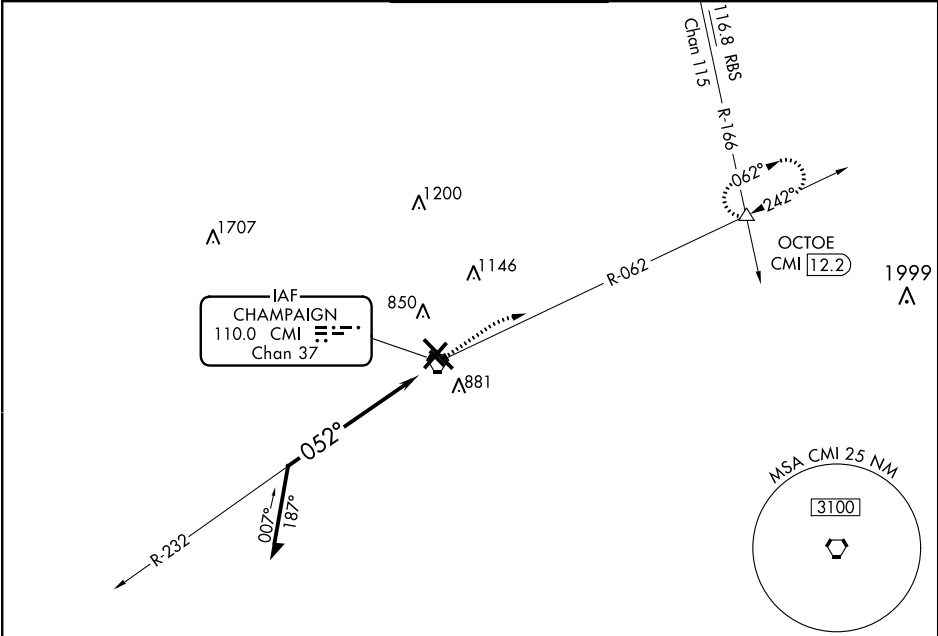 116.8 RBS
Chan 115
R-166
062°
242°
1200
1707
OCTOE
CMI 12.2
1146
R-062
1999
IAF
CHAMPAIGN
110.0 CMI
Chan 37
850
881
052°
MSA CMI 25 NM
3100
007°
187°
R-232